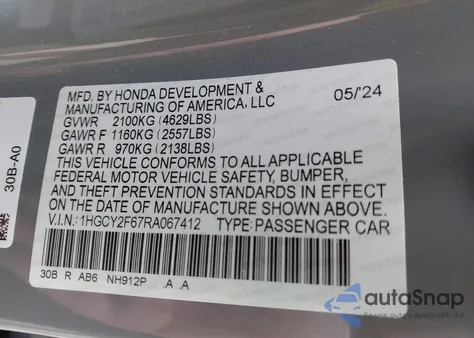 MFD. BY HONDA DEVELOPMENT &
MANUFACTURING OF AMERICA, LLC 05/24
GVWR 2100KG (4629LBS)
GAWR F 1160KG (2557LBS)
GAWR R 970KG (2138LBS)
THIS VEHICLE CONFORMS TO ALL APPLICABLE
FEDERAL MOTOR VEHICLE SAFETY, BUMPER,
AND THEFT PREVENTION STANDARDS IN EFFECT
ON THE DATE OF MANUFACTURE SHOWN ABOVE.
V.I.N.: 1HGCY2F67RA067412 TYPE: PASSENGER CAR
30B R AB6 NH912P A A
30B-A0
autoSnap